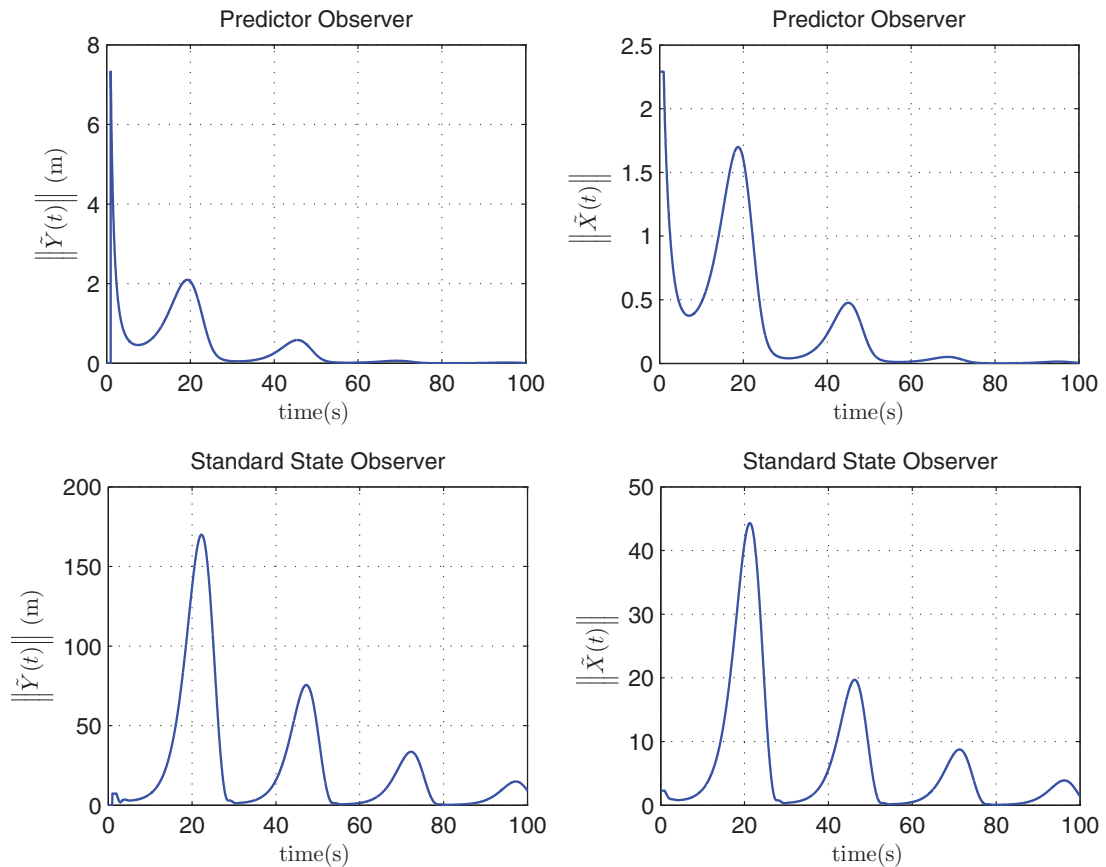 Predictor Observer
8
6
4
2
0
0 20 40 60 80 100
||Ỹ(t)|| (m)
time(s)
Predictor Observer
2.5
2
1.5
1
0.5
0
0 20 40 60 80 100
||X̃(t)||
time(s)
Standard State Observer
200
150
100
50
0
0 20 40 60 80 100
||Ỹ(t)|| (m)
time(s)
Standard State Observer
50
40
30
20
10
0
0 20 40 60 80 100
||X̃(t)||
time(s)